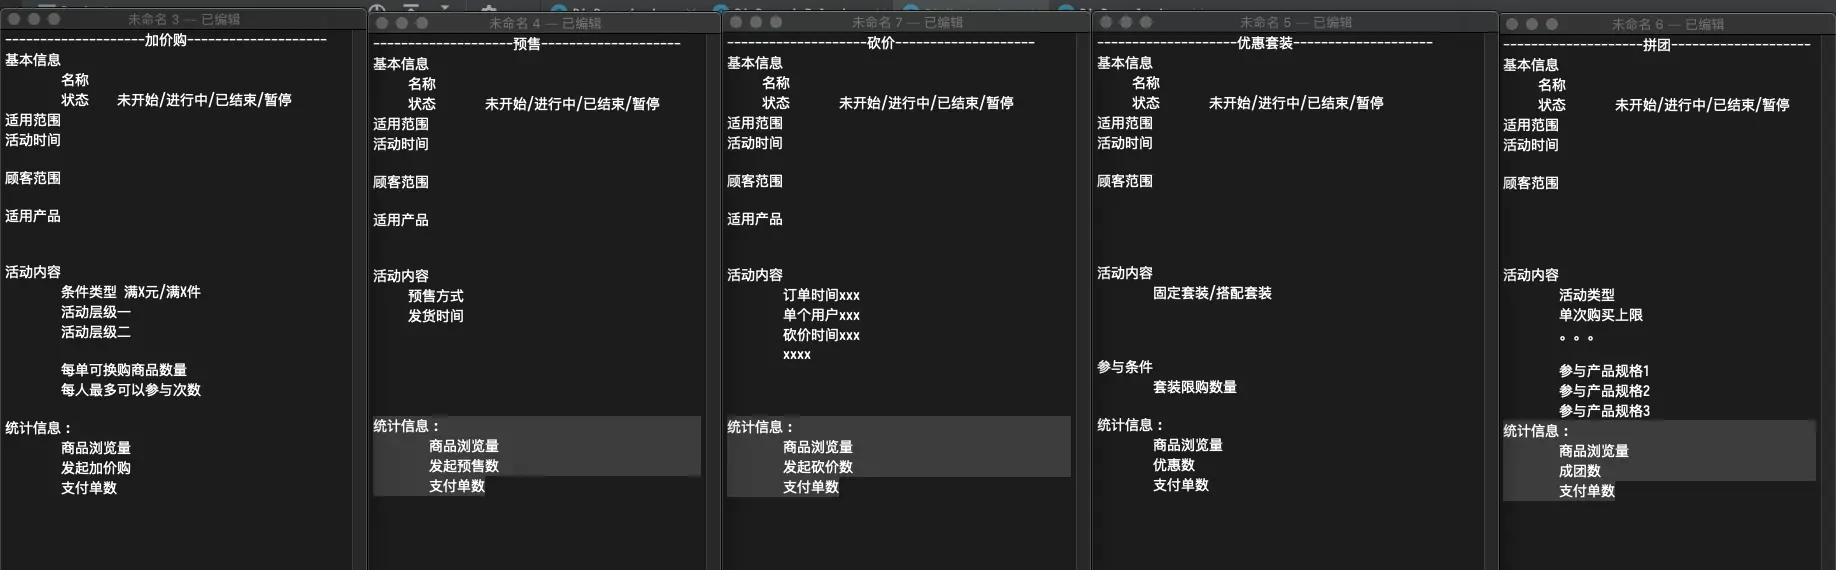 未命名 3 — 已编辑
--------------------加价购--------------------
基本信息
名称
状态 未开始/进行中/已结束/暂停
适用范围
活动时间
顾客范围
适用产品
活动内容
条件类型 满X元/满X件
活动层级一
活动层级二
每单可换购商品数量
每人最多可以参与次数
统计信息：
商品浏览量
发起加价购
支付单数
未命名 4 — 已编辑
--------------------预售--------------------
基本信息
名称
状态 未开始/进行中/已结束/暂停
适用范围
活动时间
顾客范围
适用产品
活动内容
预售方式
发货时间
统计信息：
商品浏览量
发起预售数
支付单数
未命名 7 — 已编辑
--------------------砍价--------------------
基本信息
名称
状态 未开始/进行中/已结束/暂停
适用范围
活动时间
顾客范围
适用产品
活动内容
订单时间xxx
单个用户xxx
砍价时间xxx
xxxx
统计信息：
商品浏览量
发起砍价数
支付单数
未命名 5 — 已编辑
--------------------优惠套装--------------------
基本信息
名称
状态 未开始/进行中/已结束/暂停
适用范围
活动时间
顾客范围
活动内容
固定套装/搭配套装
参与条件
套装限购数量
统计信息：
商品浏览量
优惠数
支付单数
未命名 6 — 已编辑
--------------------拼团--------------------
基本信息
名称
状态 未开始/进行中/已结束/暂停
适用范围
活动时间
顾客范围
活动内容
活动类型
单次购买上限
。。。
参与产品规格1
参与产品规格2
参与产品规格3
统计信息：
商品浏览量
成团数
支付单数